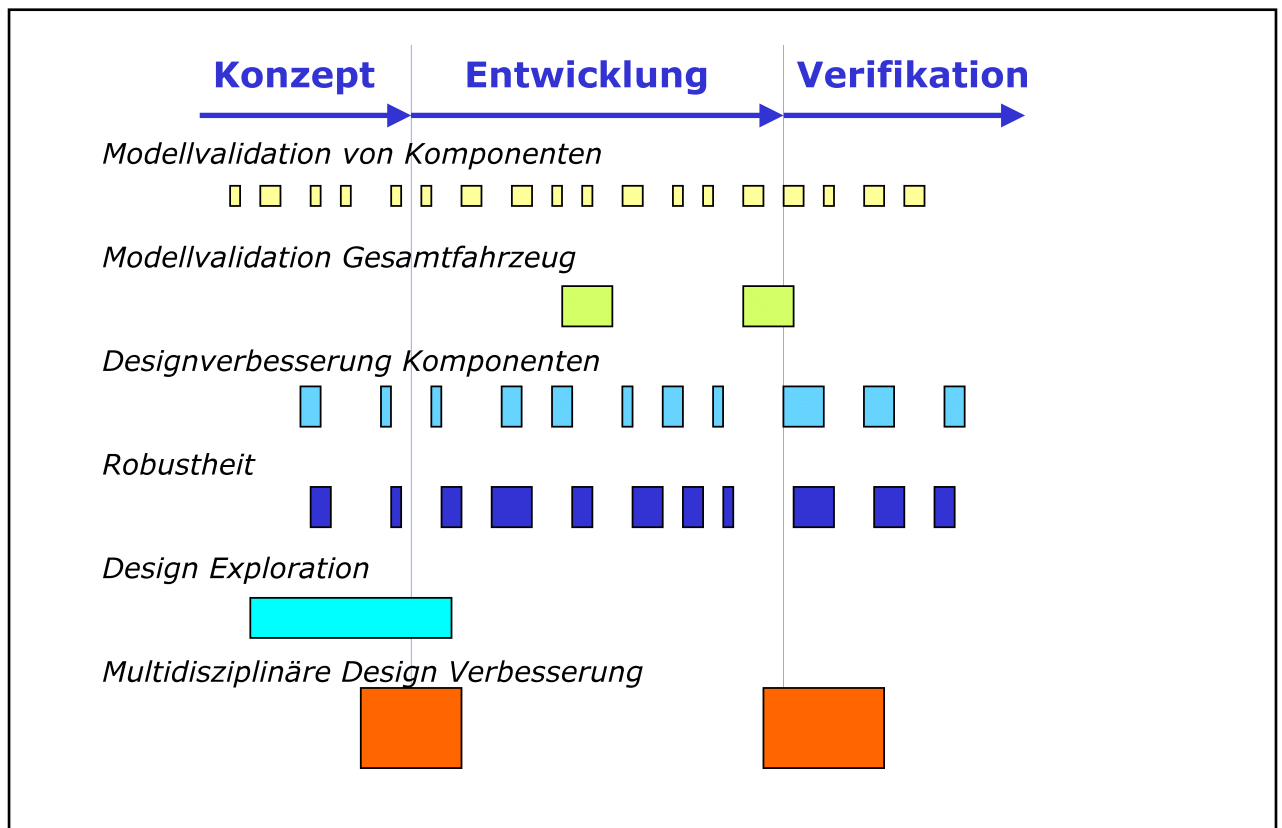 Konzept Entwicklung Verifikation
Modellvalidation von Komponenten
Modellvalidation Gesamtfahrzeug
Designverbesserung Komponenten
Robustheit
Design Exploration
Multidisziplinäre Design Verbesserung